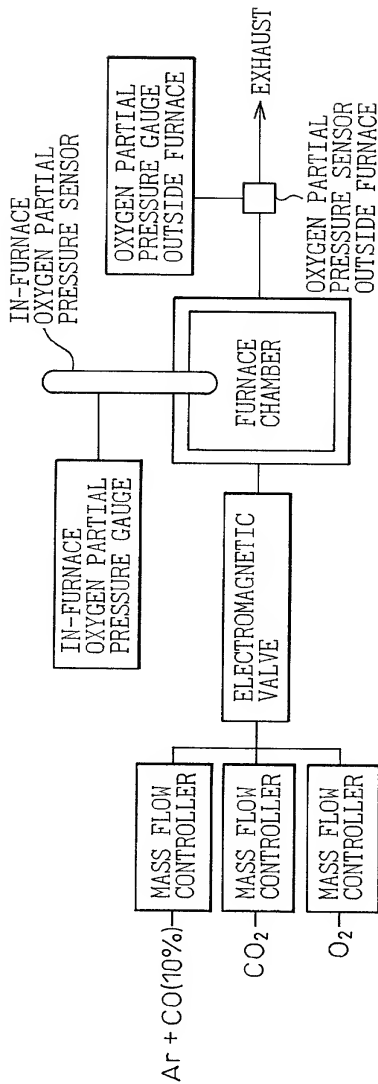 IN-FURNACE
OXYGEN PARTIAL
PRESSURE SENSOR
IN-FURNACE
OXYGEN PARTIAL
PRESSURE GAUGE
OXYGEN PARTIAL
PRESSURE GAUGE
OUTSIDE FURNACE
Ar + CO(10%)
MASS FLOW
CONTROLLER
CO₂
MASS FLOW
CONTROLLER
O₂
MASS FLOW
CONTROLLER
ELECTROMAGNETIC
VALVE
FURNACE
CHAMBER
EXHAUST
OXYGEN PARTIAL
PRESSURE SENSOR
OUTSIDE FURNACE